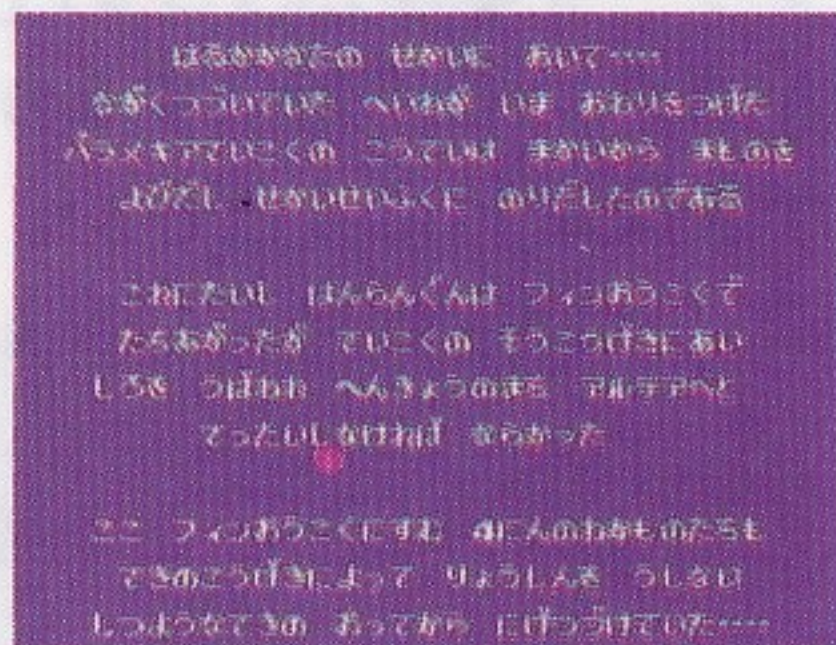 はるかかなたの せかいに おいて‥‥
ながくつづいていた へいわが いま おわりをつげた
パラメキアていこくの こうていは まかいから まものを
よびだし せかいせいふくに のりだしたのである
これにたいし はんらんぐんは フィンおうこくで
たちあがったが ていこくの そうこうげきにあい
しろを うばわれ へんきょうのまち アルテアへと
てったいしなければ ならなかった
ここ フィンおうこくにすむ 4にんのわかものたちも
てきのこうげきによって りょうしんを うしない
しつような てきの おってから にげつづけていた‥‥